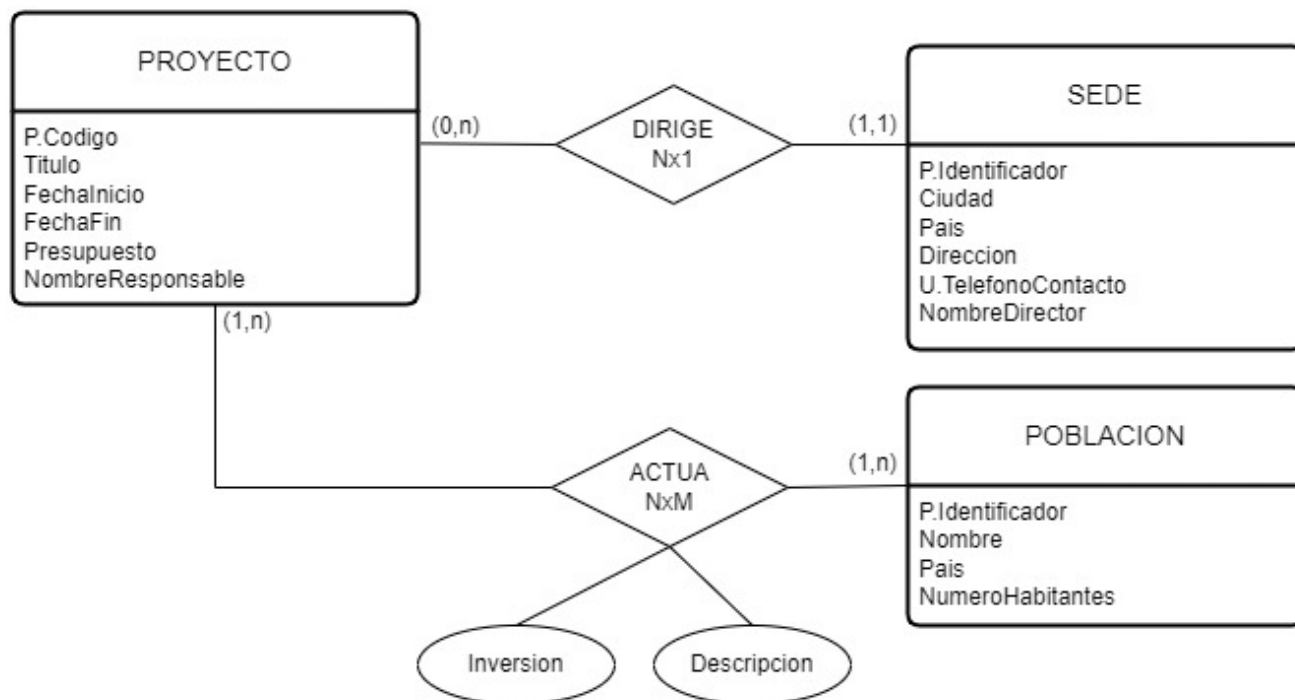 PROYECTO
P.Codigo
Titulo
FechaInicio
FechaFin
Presupuesto
NombreResponsable
(0,n)
DIRIGE
Nx1
(1,1)
SEDE
P.Identificador
Ciudad
Pais
Direccion
U.TelefonoContacto
NombreDirector
(1,n)
ACTUA
NxM
(1,n)
POBLACION
P.Identificador
Nombre
Pais
NumeroHabitantes
Inversion
Descripcion